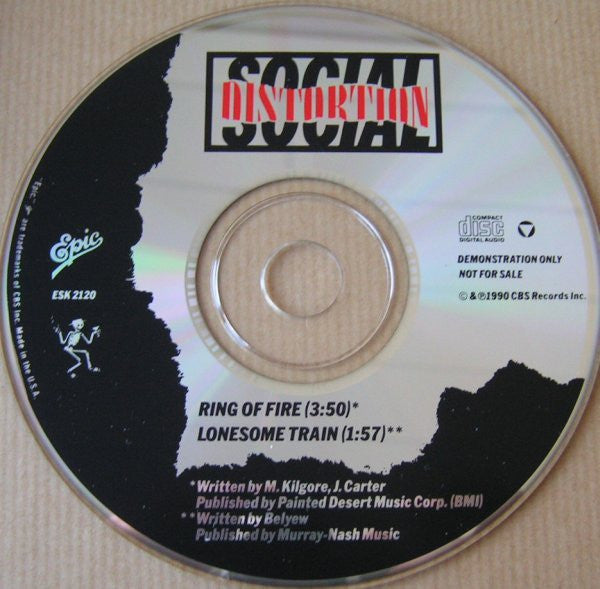 SOCIAL
DISTORTION
COMPACT
disc
DIGITAL AUDIO
DEMONSTRATION ONLY
NOT FOR SALE
© & ℗ 1990 CBS Records Inc.
Epic
ESK 2120
"Epic," are trademarks of CBS Inc. Made in the U.S.A.
RING OF FIRE (3:50)*
LONESOME TRAIN (1:57)**
*Written by M. Kilgore, J. Carter
Published by Painted Desert Music Corp. (BMI)
**Written by Belyew
Published by Murray-Nash Music